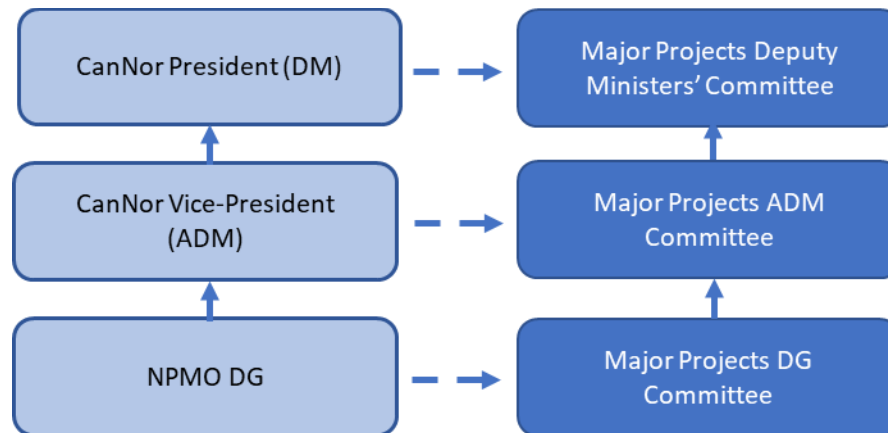 CanNor President (DM)
Major Projects Deputy
Ministers’ Committee
CanNor Vice-President
(ADM)
Major Projects ADM
Committee
NPMO DG
Major Projects DG
Committee